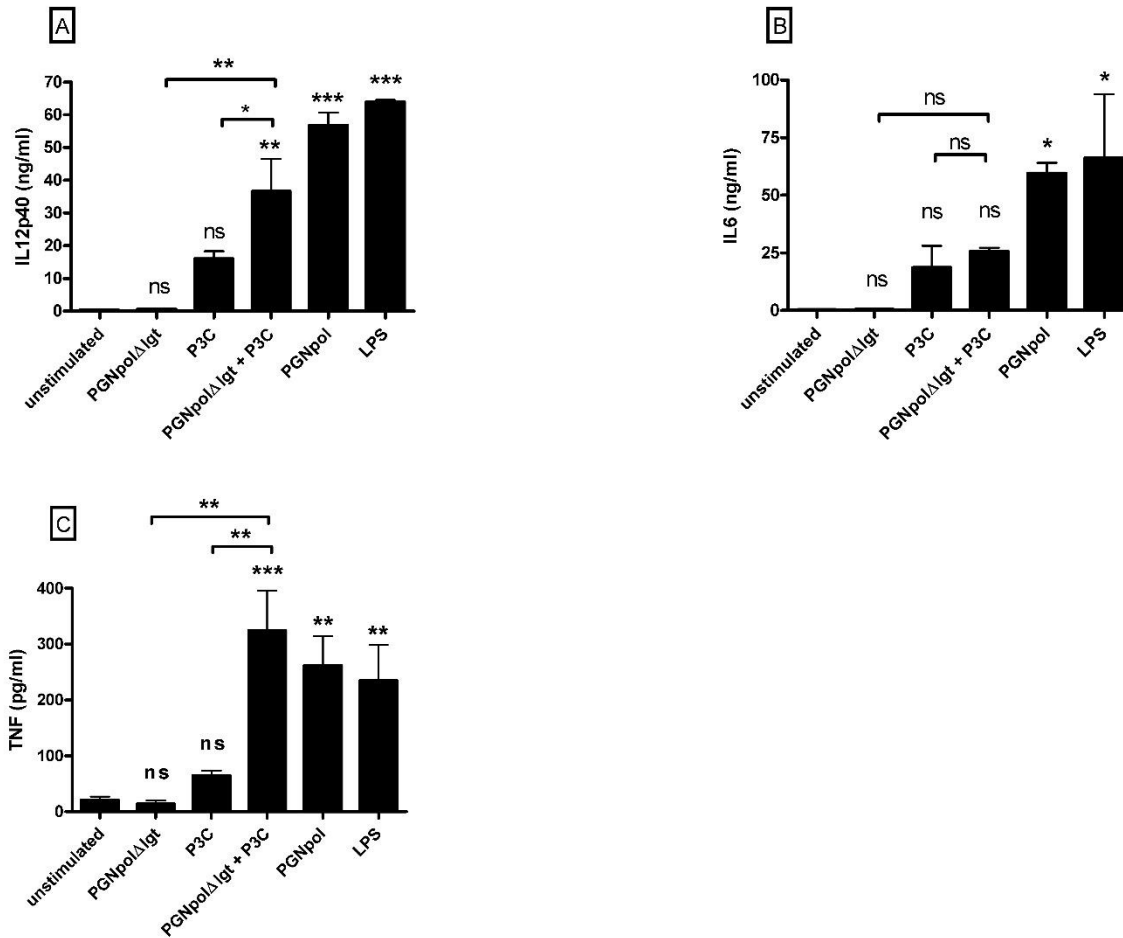 A
**
*
ns
ns
**
***
***
IL12p40 (ng/ml)
70
60
50
40
30
20
10
0
unstimulated
PGNpolΔlgt
P3C
PGNpolΔlgt + P3C
PGNpol
LPS
B
ns
ns
ns
ns
ns
*
*
IL6 (ng/ml)
100
75
50
25
0
unstimulated
PGNpolΔlgt
P3C
PGNpolΔlgt + P3C
PGNpol
LPS
C
**
**
ns
ns
***
**
**
TNF (pg/ml)
400
300
200
100
0
unstimulated
PGNpolΔlgt
P3C
PGNpolΔlgt + P3C
PGNpol
LPS